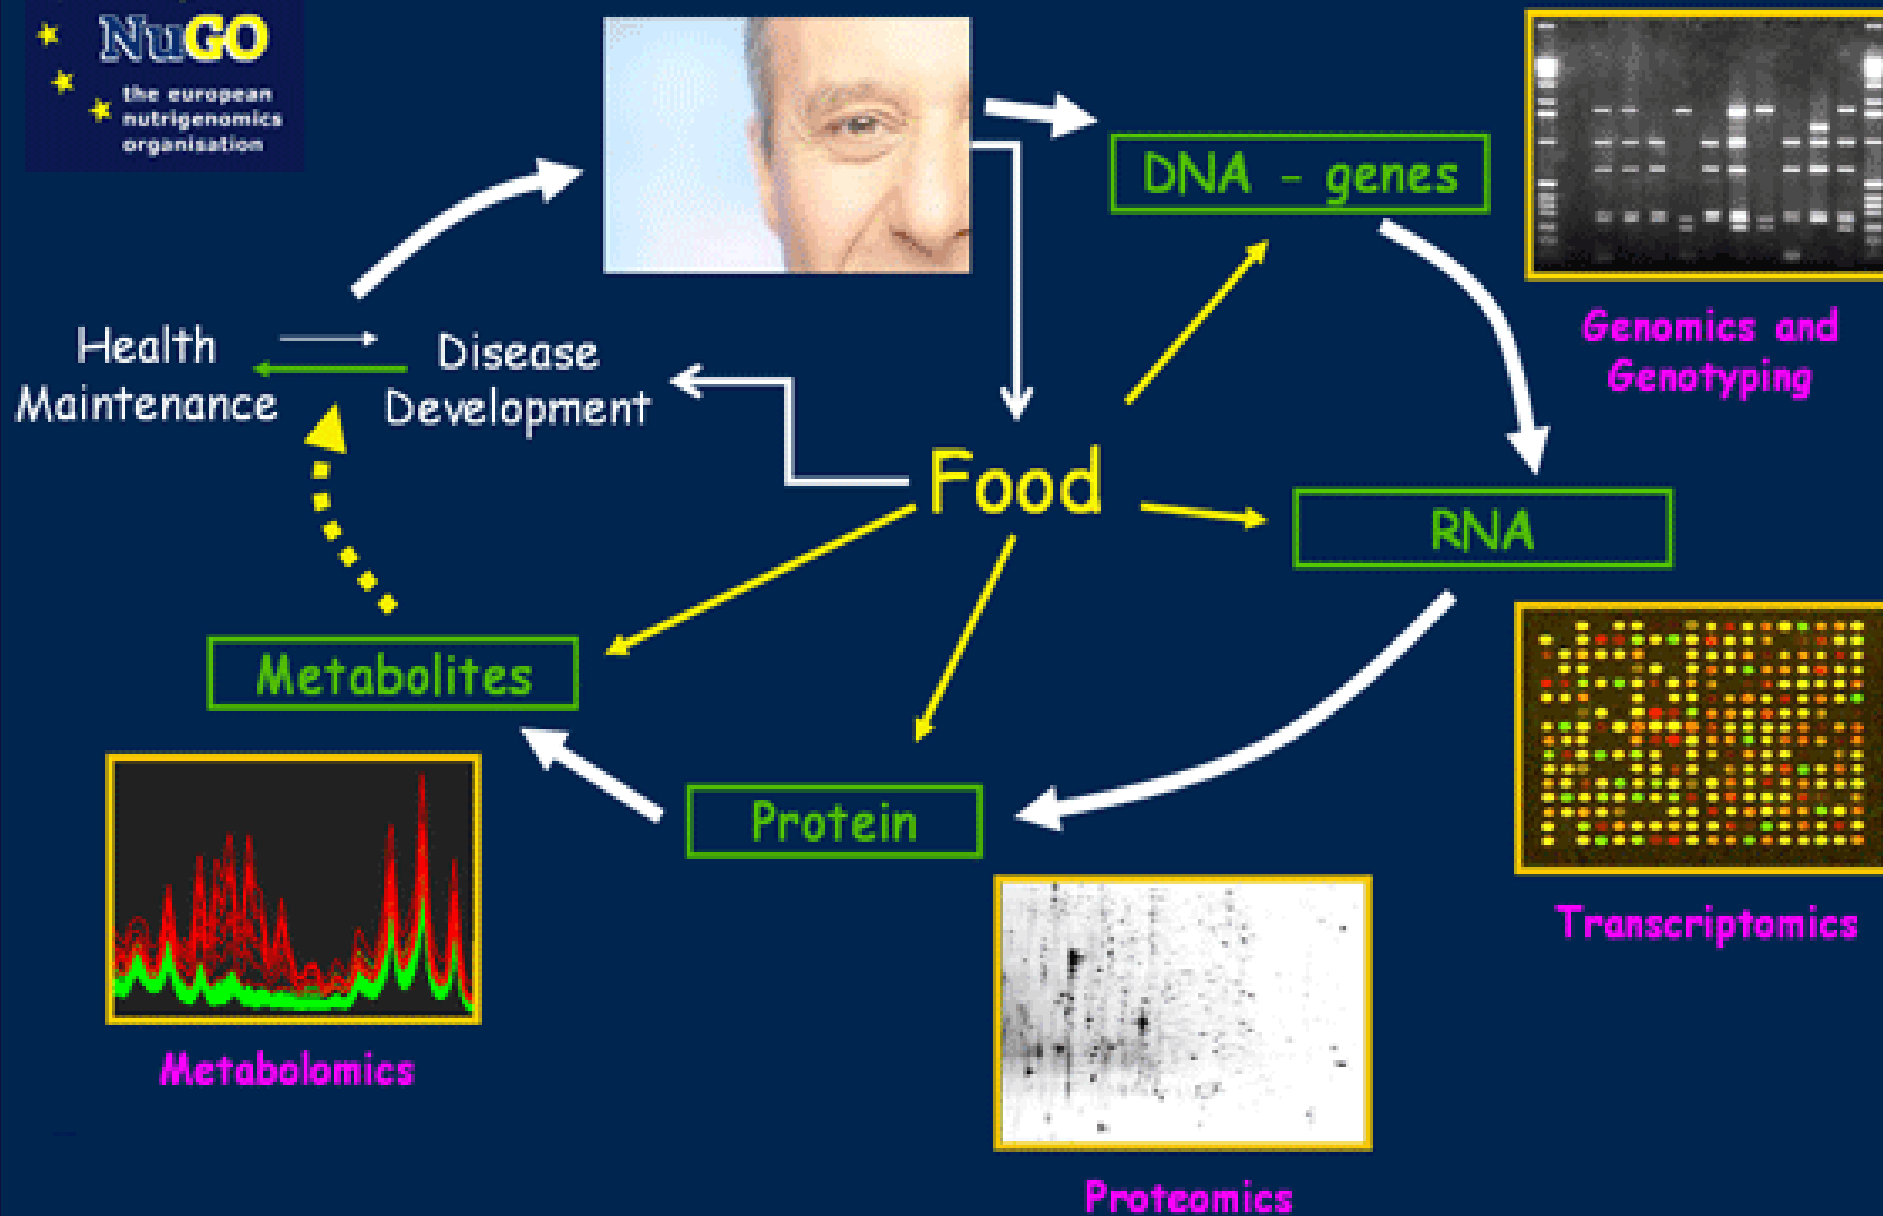 NuGO
the european
nutrigenomics
organisation
DNA - genes
Genomics and
Genotyping
Health
Maintenance
Disease
Development
Food
RNA
Metabolites
Transcriptomics
Protein
Metabolomics
Proteomics